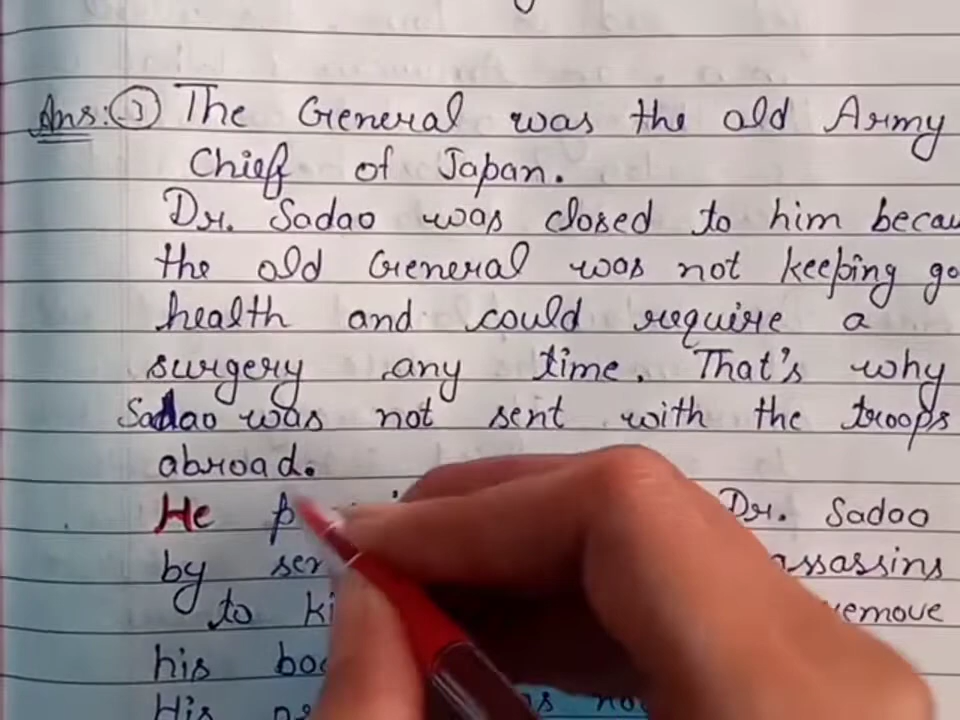 Ans: ① The General was the old Army
Chief of Japan.
Dr. Sadao was closed to him becau
the old General was not keeping go
health and could require a
surgery any time. That's why
Sadao was not sent with the troops
abroad.
He Dr. Sadao
by assassins
to remove
his
His